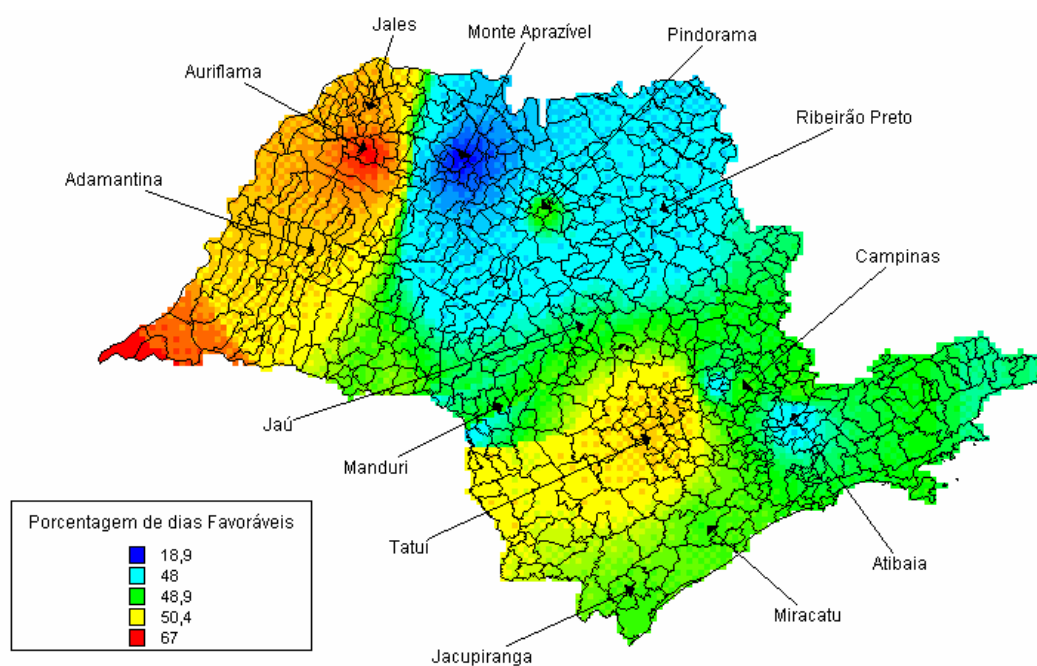 Jales
Monte Aprazível
Pindorama
Auriflama
Ribeirão Preto
Adamantina
Campinas
Jaú
Manduri
Tatuí
Atibaia
Miracatu
Jacupiranga
Porcentagem de dias Favoráveis
18,9
48
48,9
50,4
67